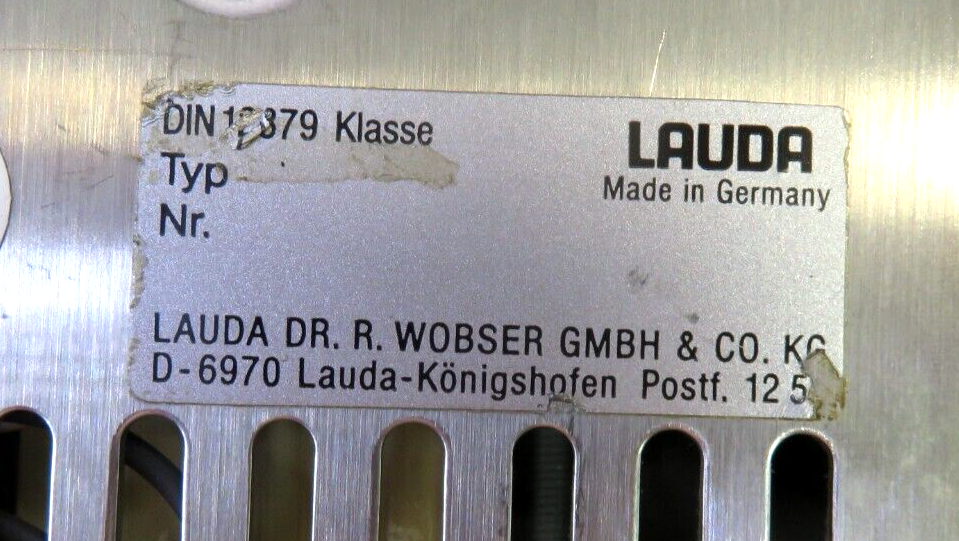 DIN 12879 Klasse
LAUDA
Made in Germany
Typ
Nr.
LAUDA DR. R. WOBSER GMBH & CO. KG
D-6970 Lauda-Königshofen Postf. 12 5